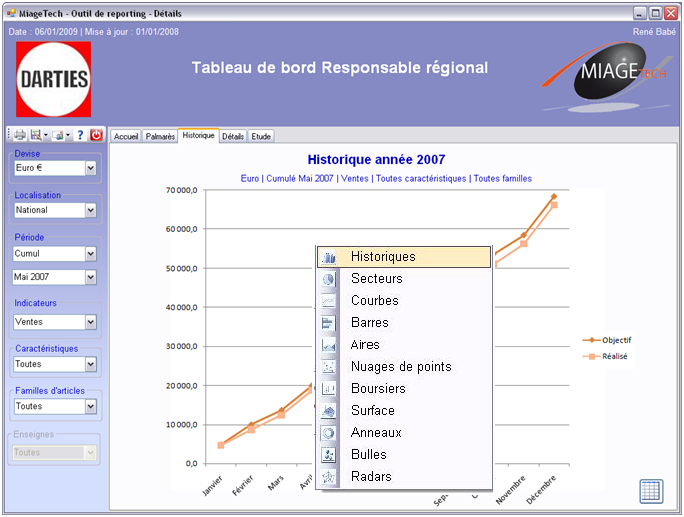 MiageTech - Outil de reporting - Détails
Date : 06/01/2009 | Mise à jour : 01/01/2008
René Babé
DARTIES
Tableau de bord Responsable régional
MIAGETECH
Accueil
Palmarès
Historique
Détails
Etude
Devise
Euro €
Localisation
National
Période
Cumul
Mai 2007
Indicateurs
Ventes
Caractéristiques
Toutes
Familles d'articles
Toutes
Enseignes
Toutes
Historique année 2007
Euro | Cumulé Mai 2007 | Ventes | Toutes caractéristiques | Toutes familles
70 000,0
60 000,0
50 000,0
40 000,0
30 000,0
20 000,0
10 000,0
0,0
Janvier
Février
Mars
Novembre
Décembre
Historiques
Secteurs
Courbes
Barres
Aires
Nuages de points
Boursiers
Surface
Anneaux
Bulles
Radars
Objectif
Réalisé